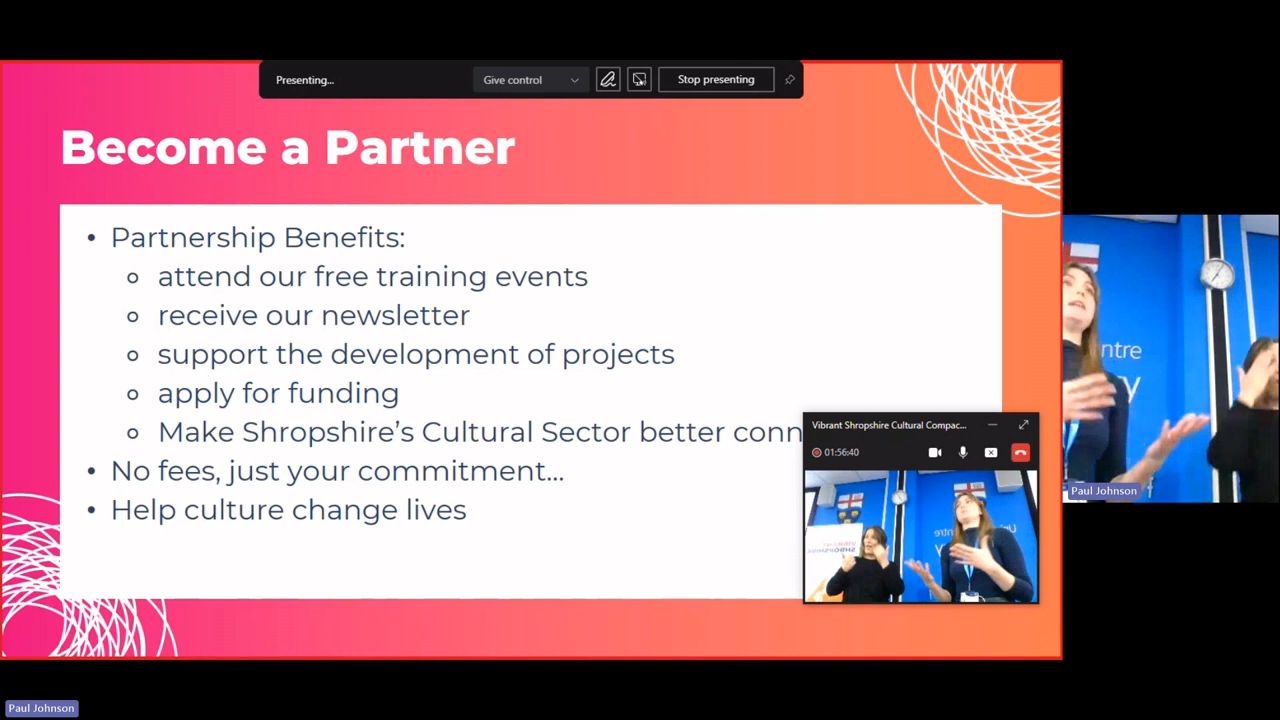 Presenting...
Give control
Stop presenting
Become a Partner
• Partnership Benefits:
○ attend our free training events
○ receive our newsletter
○ support the development of projects
○ apply for funding
○ Make Shropshire's Cultural Sector better conn
• No fees, just your commitment...
• Help culture change lives
Vibrant Shropshire Cultural Compac...
01:56:40
ntre
y
Paul Johnson
Paul Johnson